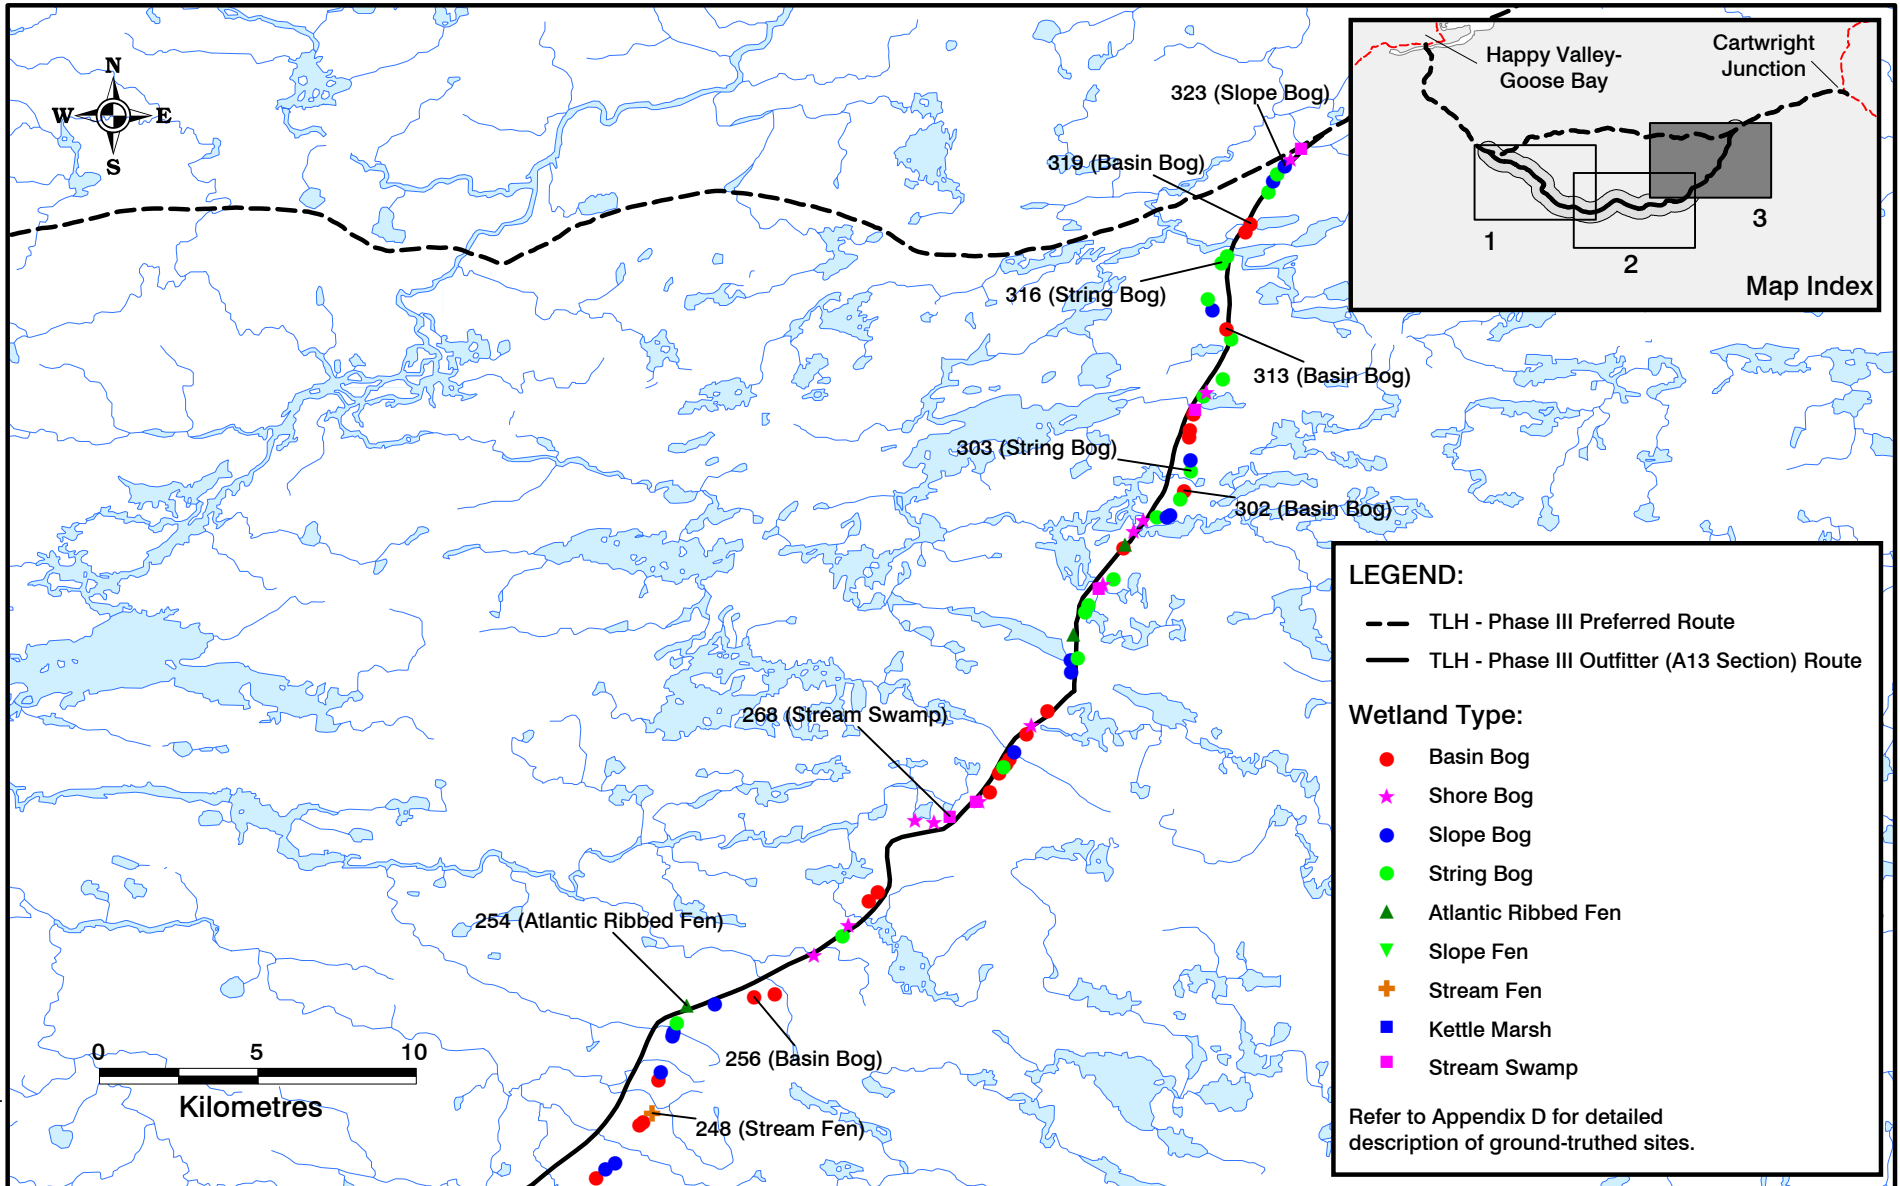 N
W
E
S
323 (Slope Bog)
319 (Basin Bog)
316 (String Bog)
313 (Basin Bog)
303 (String Bog)
302 (Basin Bog)
268 (Stream Swamp)
254 (Atlantic Ribbed Fen)
256 (Basin Bog)
248 (Stream Fen)
0 5 10
Kilometres
Happy Valley-
Goose Bay
Cartwright
Junction
1
2
3
Map Index
LEGEND:
TLH - Phase III Preferred Route
TLH - Phase III Outfitter (A13 Section) Route
Wetland Type:
Basin Bog
Shore Bog
Slope Bog
String Bog
Atlantic Ribbed Fen
Slope Fen
Stream Fen
Kettle Marsh
Stream Swamp
Refer to Appendix D for detailed
description of ground-truthed sites.